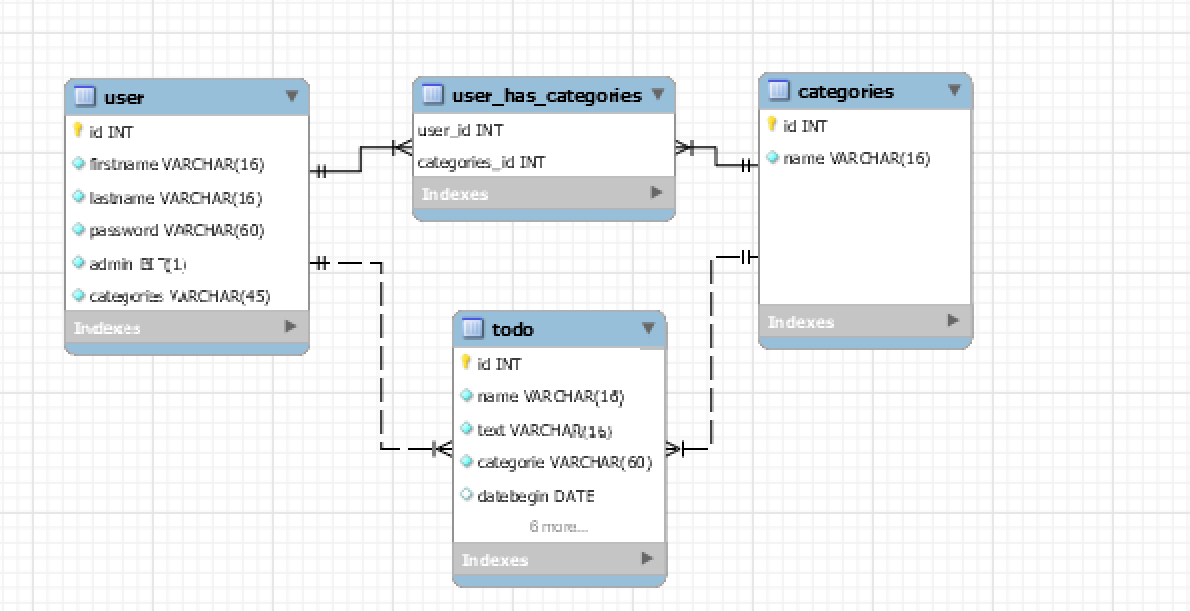 user
id INT
firstname VARCHAR(16)
lastname VARCHAR(16)
password VARCHAR(60)
admin BIT(1)
categories VARCHAR(45)
Indexes
user_has_categories
user_id INT
categories_id INT
Indexes
categories
id INT
name VARCHAR(16)
Indexes
todo
id INT
name VARCHAR(16)
text VARCHAR(16)
categorie VARCHAR(60)
datebegin DATE
6 more...
Indexes